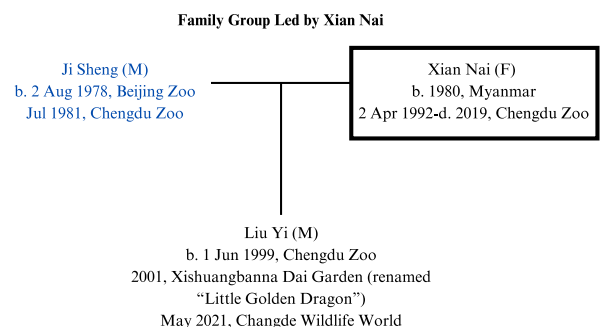 Family Group Led by Xian Nai
Ji Sheng (M)
b. 2 Aug 1978, Beijing Zoo
Jul 1981, Chengdu Zoo
Xian Nai (F)
b. 1980, Myanmar
2 Apr 1992-d. 2019, Chengdu Zoo
Liu Yi (M)
b. 1 Jun 1999, Chengdu Zoo
2001, Xishuangbanna Dai Garden (renamed
“Little Golden Dragon”)
May 2021, Changde Wildlife World